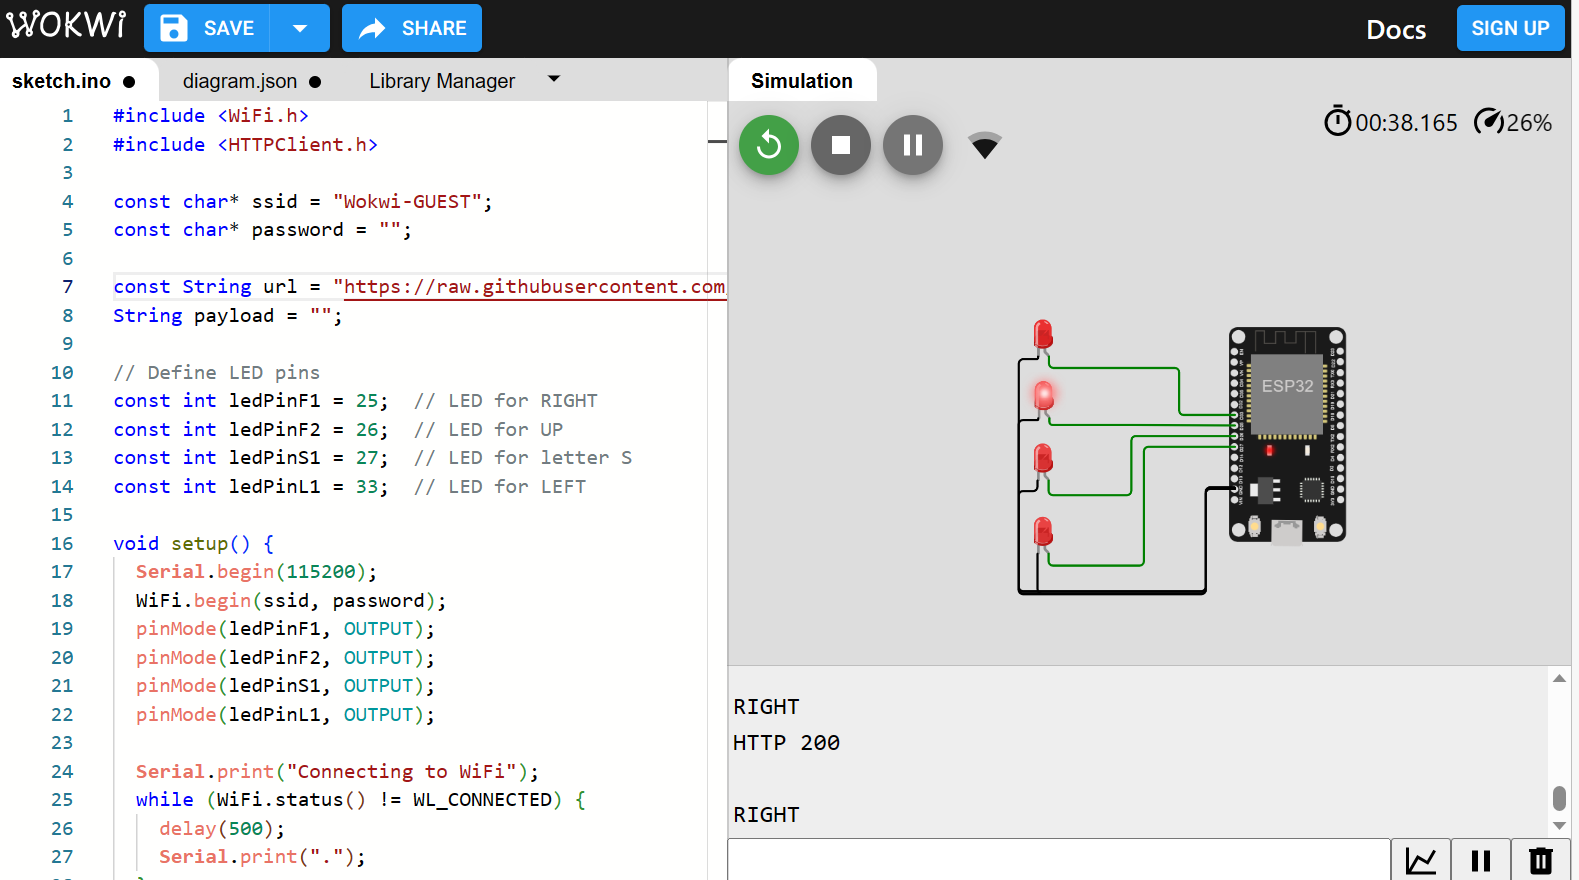 WOKWI
SAVE
SHARE
Docs
SIGN UP
sketch.ino
diagram.json
Library Manager
1 #include <WiFi.h>
2 #include <HTTPClient.h>
3
4 const char* ssid = "Wokwi-GUEST";
5 const char* password = "";
6
7 const String url = "https://raw.githubusercontent.com
8 String payload = "";
9
10 // Define LED pins
11 const int ledPinF1 = 25;  // LED for RIGHT
12 const int ledPinF2 = 26;  // LED for UP
13 const int ledPinS1 = 27;  // LED for letter S
14 const int ledPinL1 = 33;  // LED for LEFT
15
16 void setup() {
17   Serial.begin(115200);
18   WiFi.begin(ssid, password);
19   pinMode(ledPinF1, OUTPUT);
20   pinMode(ledPinF2, OUTPUT);
21   pinMode(ledPinS1, OUTPUT);
22   pinMode(ledPinL1, OUTPUT);
23
24   Serial.print("Connecting to WiFi");
25   while (WiFi.status() != WL_CONNECTED) {
26     delay(500);
27     Serial.print(".");
Simulation
00:38.165
26%
ESP32
RIGHT
HTTP 200
RIGHT